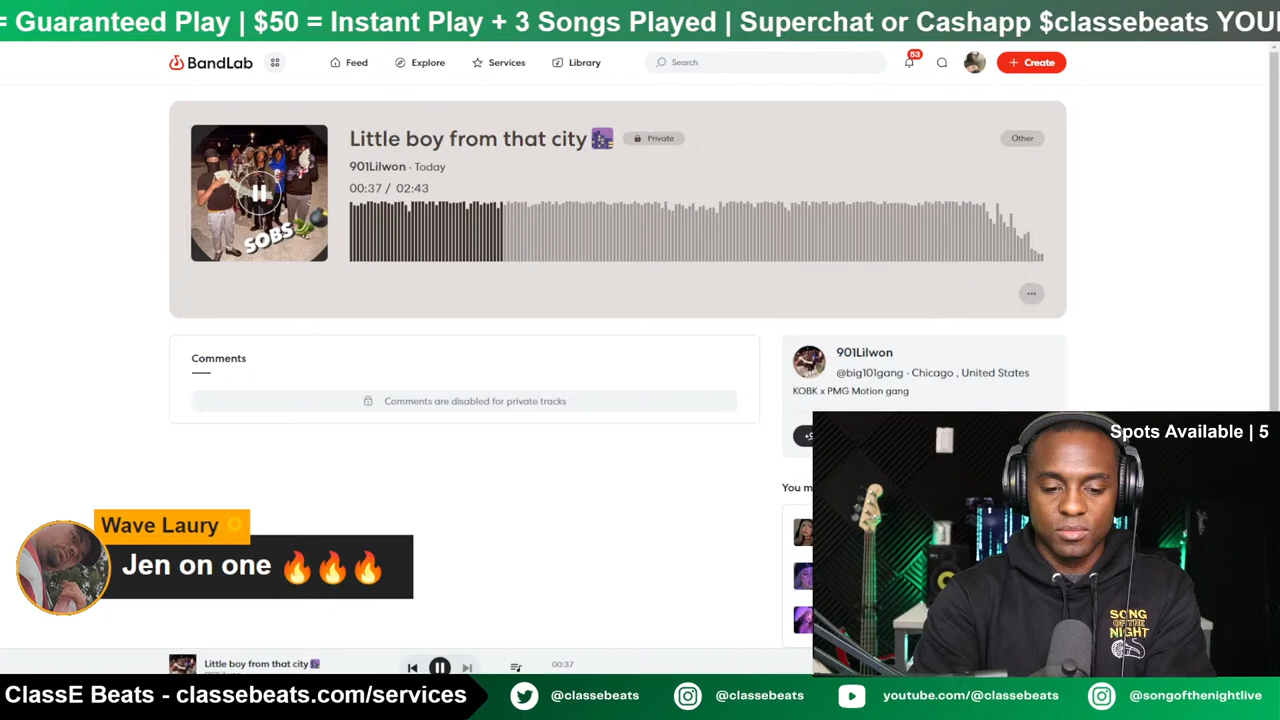 = Guaranteed Play | $50 = Instant Play + 3 Songs Played | Superchat or Cashapp $classebeats
BandLab
Feed
Explore
Services
Library
Search
53
+ Create
Little boy from that city🌆
Private
Other
901Lilwon · Today
00:37 / 02:43
SOBS
...
Comments
Comments are disabled for private tracks
901Lilwon
@big101gang · Chicago , United States
KOBK x PMG Motion gang
Spots Available | 5
You m
Wave Laury
Jen on one 🔥🔥🔥
SONG
OF THE
NIGHT
Little boy from that city🌆
00:37
ClassE Beats - classebeats.com/services
@classebeats
@classebeats
youtube.com/@classebeats
@songofthenightlive